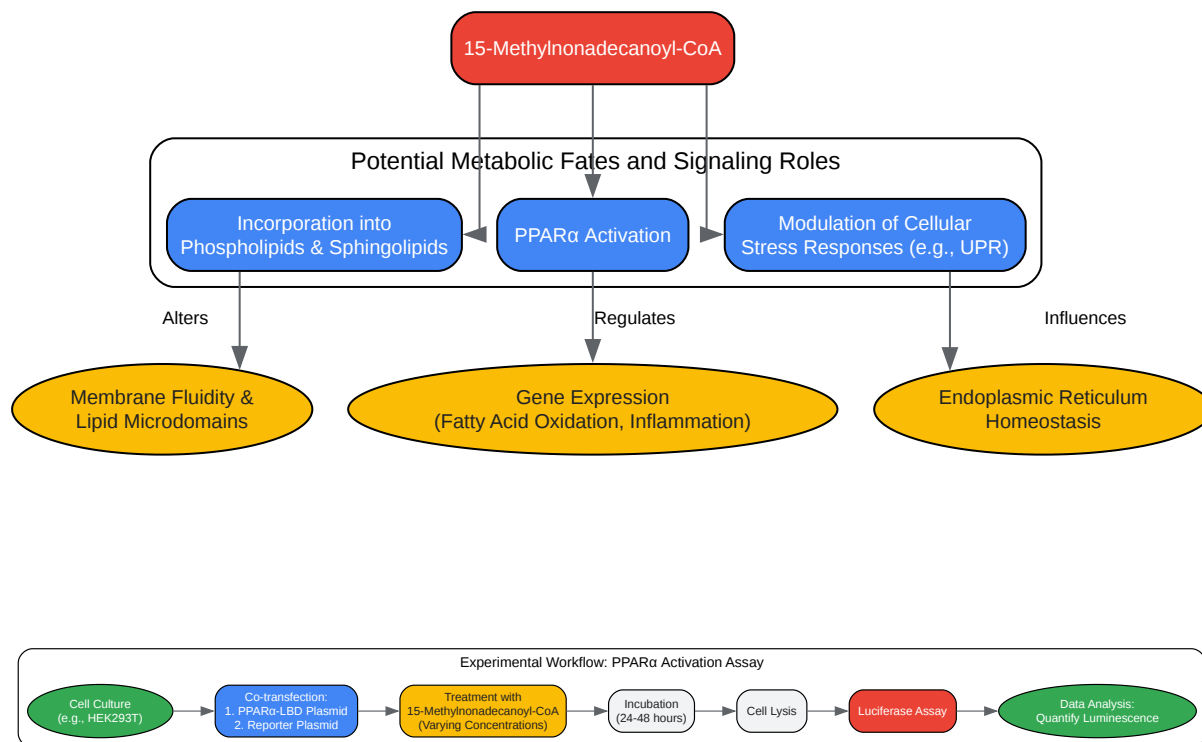 15-Methylnonadecanoyl-CoA
Potential Metabolic Fates and Signaling Roles
Incorporation into
Phospholipids & Sphingolipids
PPARα Activation
Modulation of Cellular
Stress Responses (e.g., UPR)
Alters
Regulates
Influences
Membrane Fluidity &
Lipid Microdomains
Gene Expression
(Fatty Acid Oxidation, Inflammation)
Endoplasmic Reticulum
Homeostasis
Experimental Workflow: PPARα Activation Assay
Cell Culture
(e.g., HEK293T)
Co-transfection:
1. PPARα-LBD Plasmid
2. Reporter Plasmid
Treatment with
15-Methylnonadecanoyl-CoA
(Varying Concentrations)
Incubation
(24-48 hours)
Cell Lysis
Luciferase Assay
Data Analysis:
Quantify Luminescence